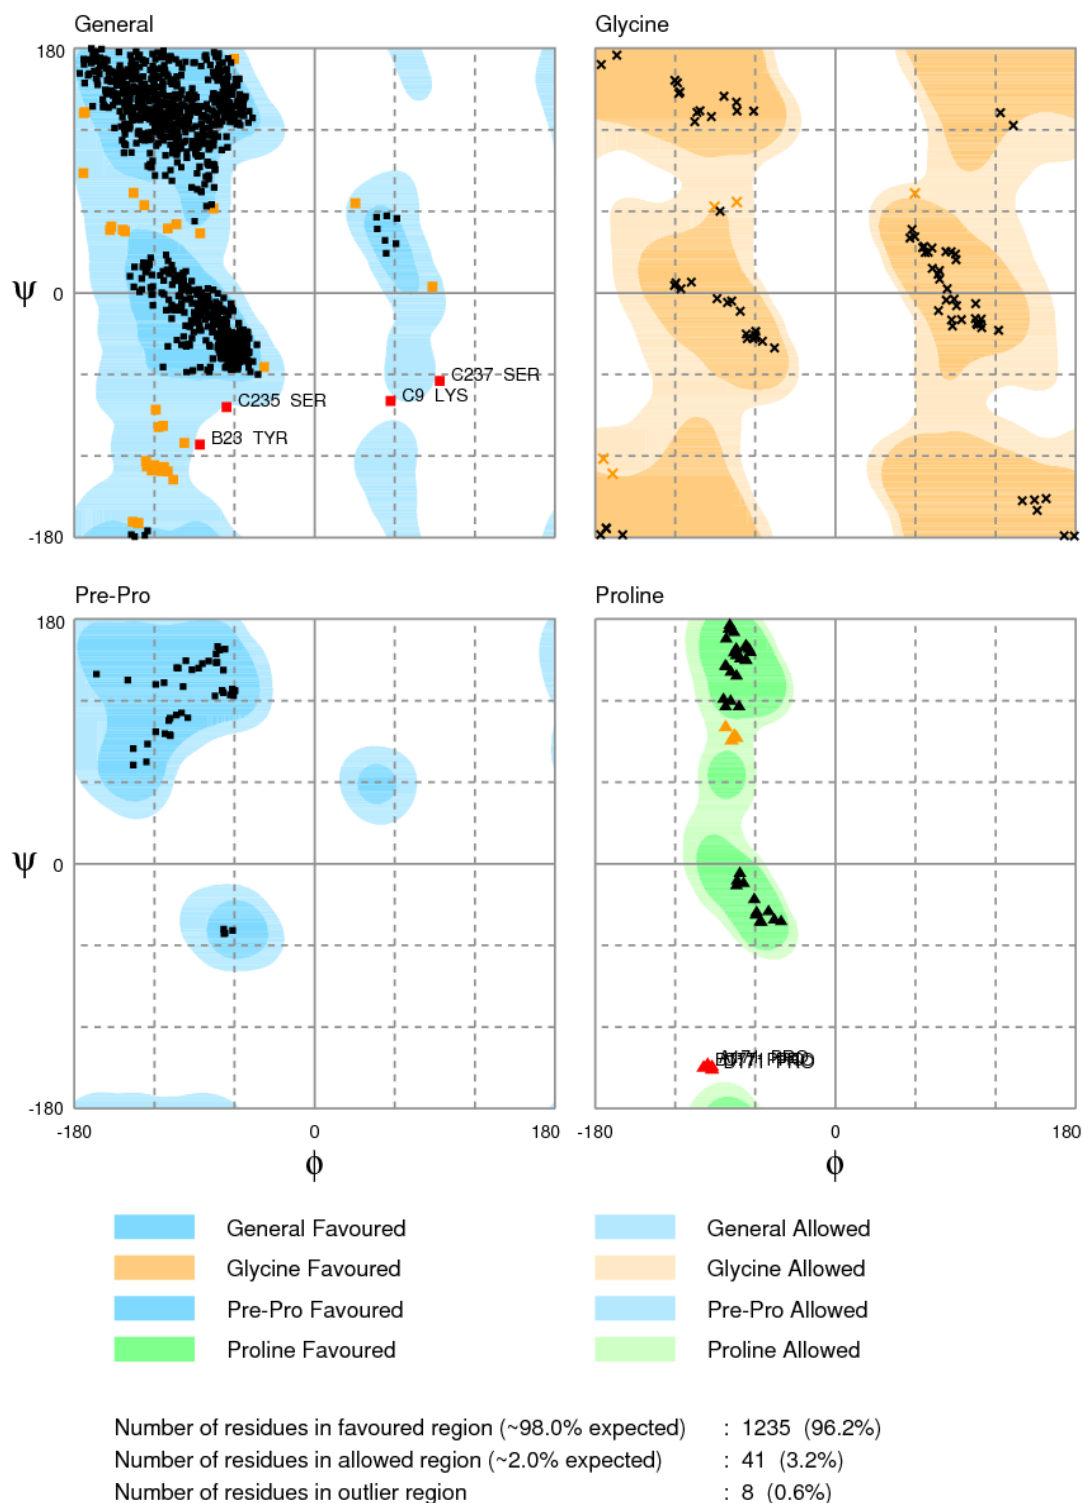 General
Glycine
180
C237 SER
C9 LYS
C235 SER
B23 TYR
ψ
0
-180
Pre-Pro
Proline
180
ψ
0
PRO
-180
-180
0
180
-180
0
180
ϕ
ϕ
General Favoured
General Allowed
Glycine Favoured
Glycine Allowed
Pre-Pro Favoured
Pre-Pro Allowed
Proline Favoured
Proline Allowed
Number of residues in favoured region (~98.0% expected) : 1235 (96.2%)
Number of residues in allowed region (~2.0% expected) : 41 (3.2%)
Number of residues in outlier region : 8 (0.6%)